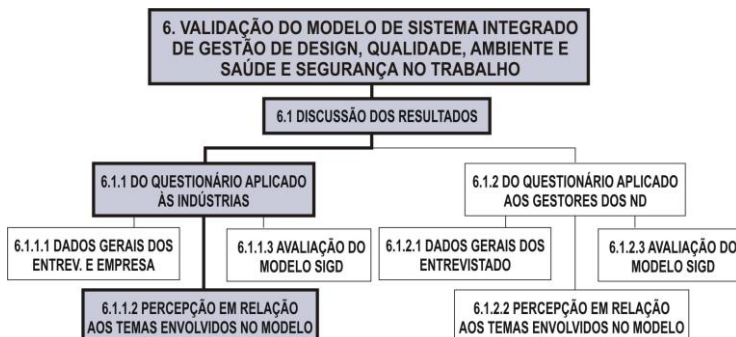 6. VALIDAÇÃO DO MODELO DE SISTEMA INTEGRADO
DE GESTÃO DE DESIGN, QUALIDADE, AMBIENTE E
SAÚDE E SEGURANÇA NO TRABALHO
6.1 DISCUSSÃO DOS RESULTADOS
6.1.1 DO QUESTIONÁRIO APLICADO
ÀS INDÚSTRIAS
6.1.2 DO QUESTIONÁRIO APLICADO
AOS GESTORES DOS ND
6.1.1.1 DADOS GERAIS DOS
ENTREV. E EMPRESA
6.1.1.3 AVALIAÇÃO DO
MODELO SIGD
6.1.2.1 DADOS GERAIS DOS
ENTREVISTADO
6.1.2.3 AVALIAÇÃO DO
MODELO SIGD
6.1.1.2 PERCEPÇÃO EM RELAÇÃO
AOS TEMAS ENVOLVIDOS NO MODELO
6.1.2.2 PERCEPÇÃO EM RELAÇÃO
AOS TEMAS ENVOLVIDOS NO MODELO